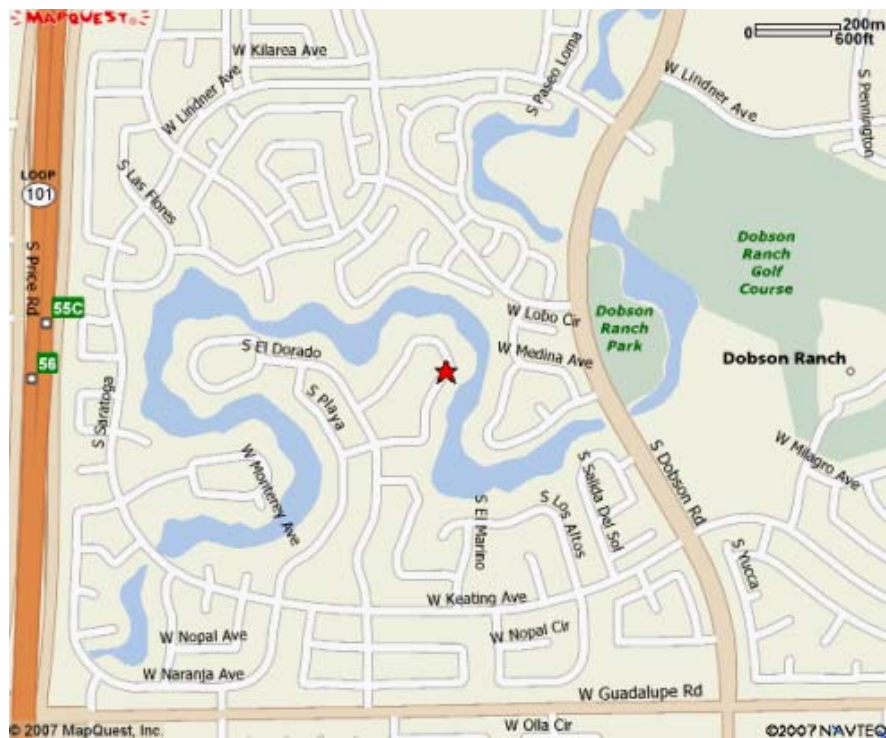 MAPQUEST
200m
0
600ft
W Kilarea Ave
W Lindner Ave
S Paseo Loma
W Lindner Ave
S Pennington
S Las Flores
LOOP
101
S Price Rd
55C
56
Dobson
Ranch
Golf
Course
W Lobo Cir
Dobson
Ranch
Park
W Medina Ave
Dobson Ranch
S El Dorado
S Playa
S Saratoga
W Monterey Ave
S Dobson Rd
W Milagro Ave
S Salida Del Sol
S Los Altos
S El Marino
S Yucca
W Keating Ave
W Nopal Ave
W Nopal Cir
W Naranja Ave
W Guadalupe Rd
W Olla Cir
© 2007 MapQuest, Inc.
©2007 NAVTEQ